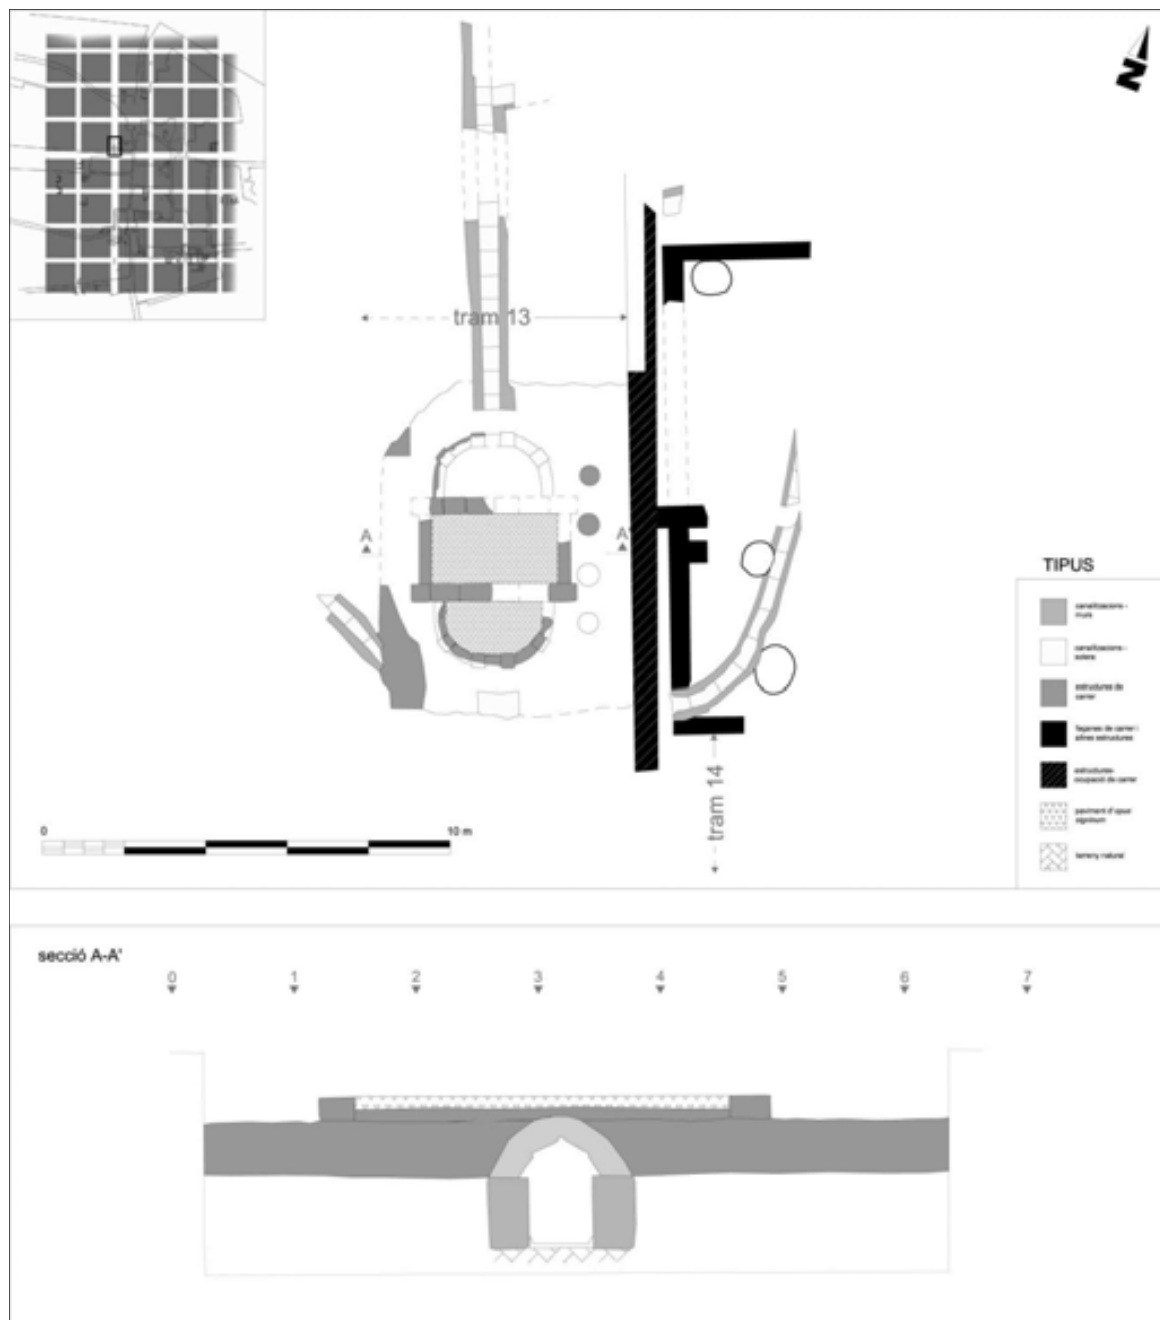 N
tram 13
A
A'
TIPUS
canalitzacions -
murs
canalitzacions -
solera
estructures de
carrer
façanes de carrer i
altres estructures
estructures-
ocupació de carrer
paviment d'opus
signinum
terreny natural
tram 14
0 10 m
secció A-A'
0 1 2 3 4 5 6 7